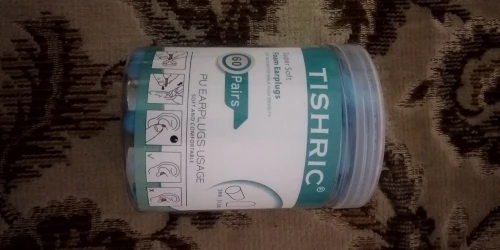 TISHRIC®
Super Soft
Foam Earplugs
60 Pairs
PU EARPLUGS USAGE
SOFT AND COMFORTABLE